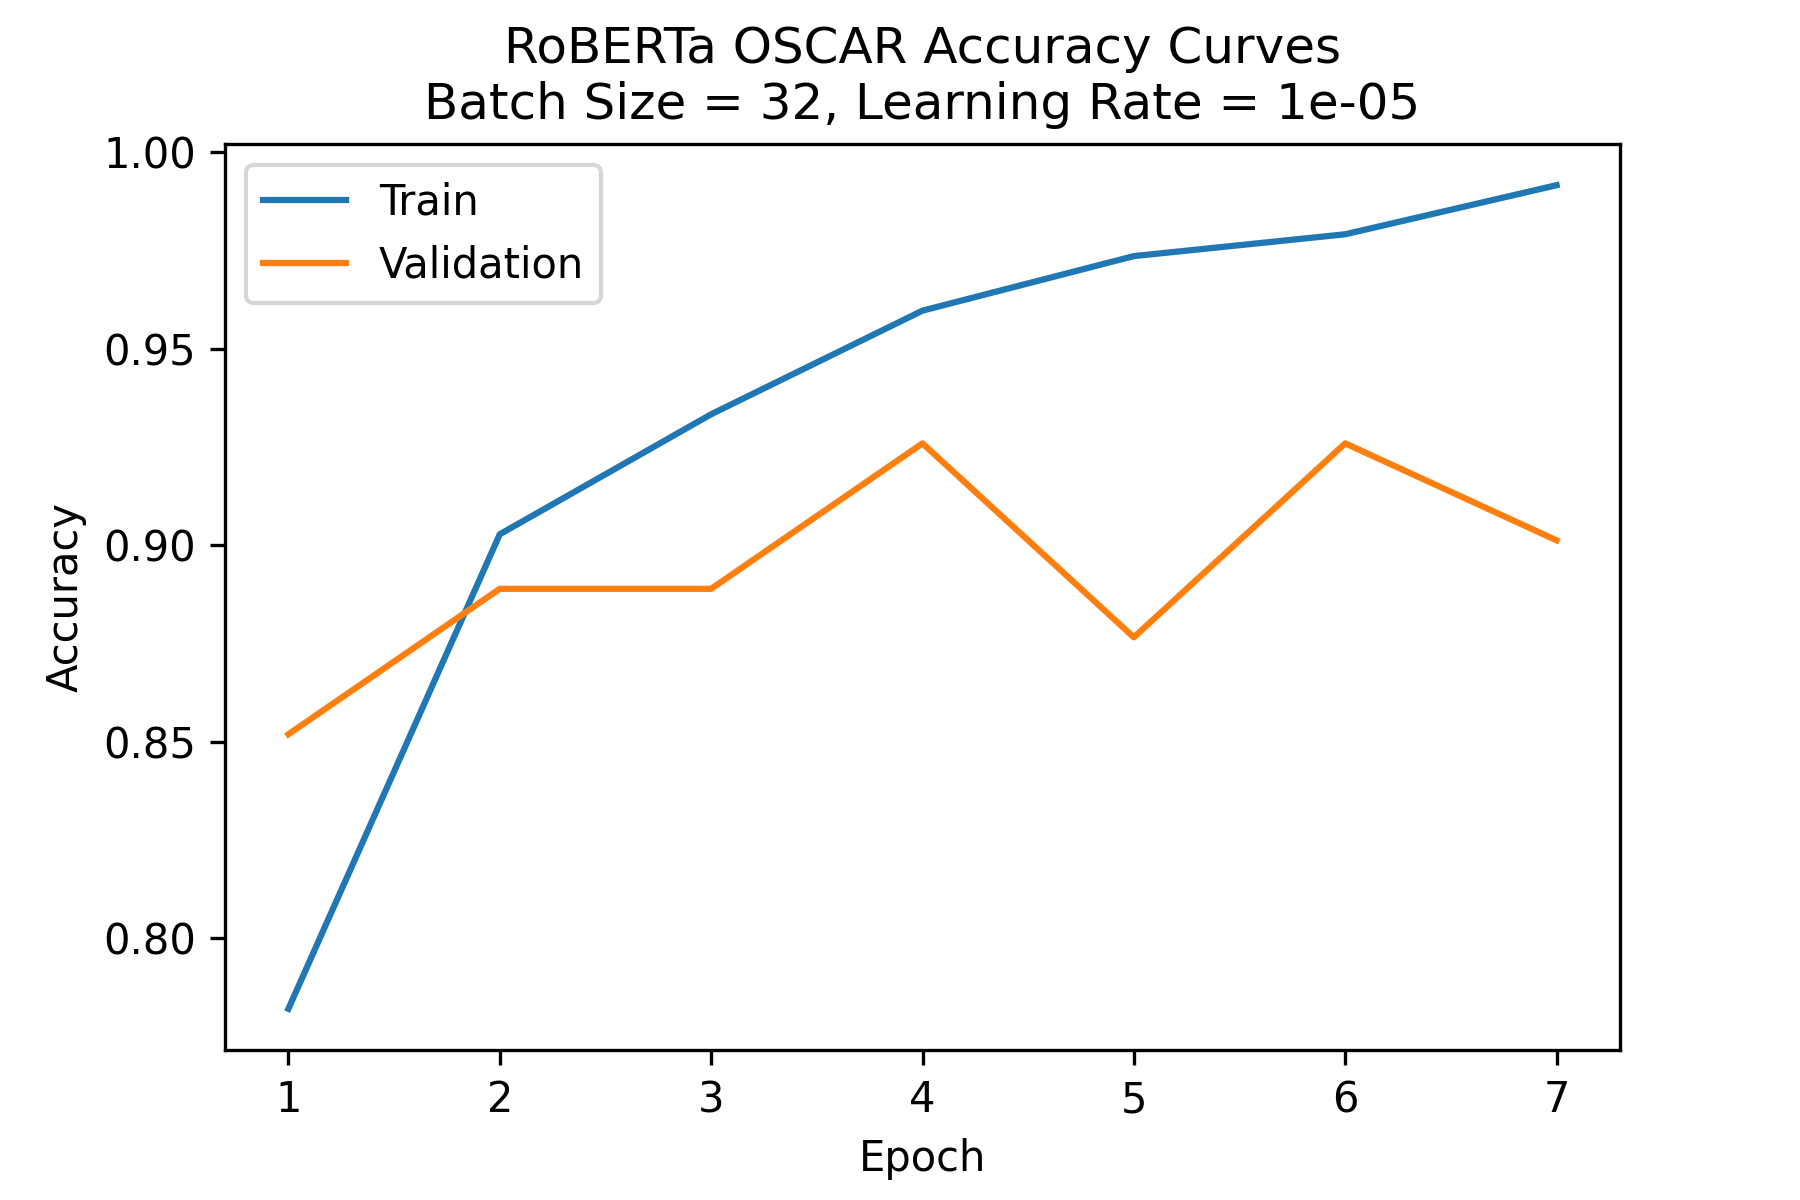 RoBERTa OSCAR Accuracy Curves
Batch Size = 32, Learning Rate = 1e-05
1.00
0.95
0.90
0.85
0.80
Accuracy
Train
Validation
1 2 3 4 5 6 7
Epoch